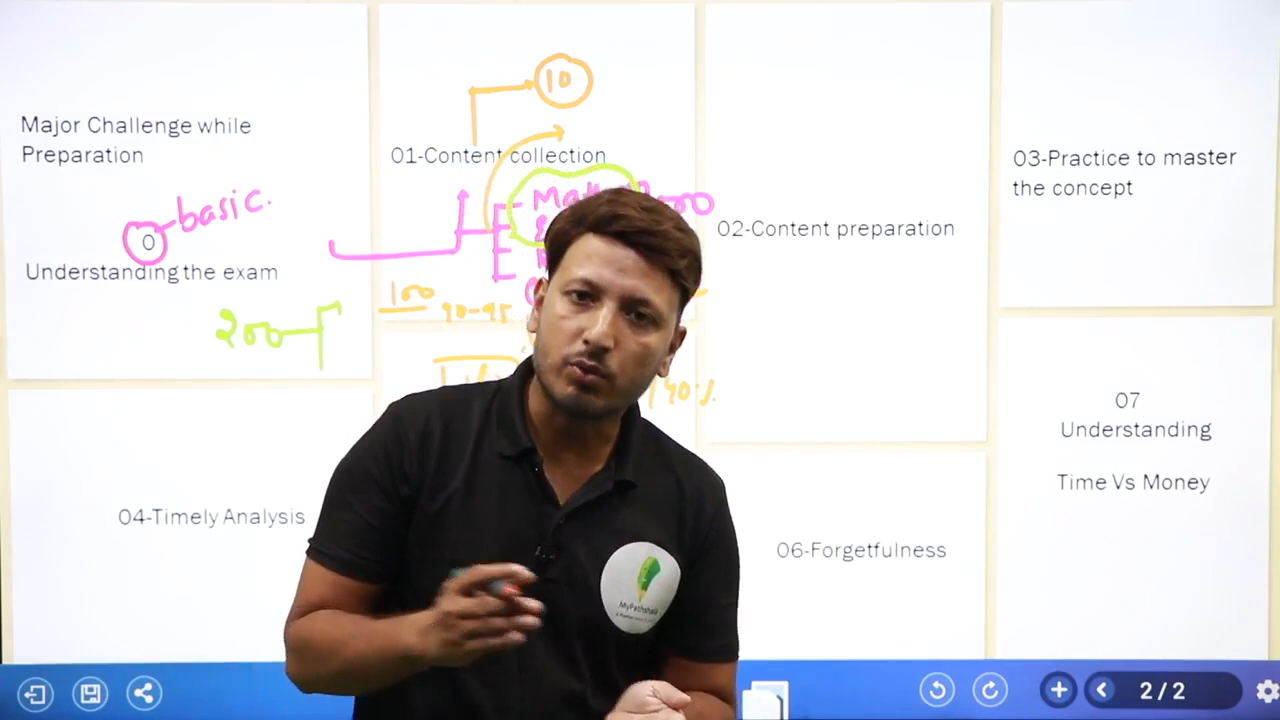 Major Challenge while
Preparation
0
basic.
Understanding the exam
200
10
01-Content collection
100
90-95
02-Content preparation
03-Practice to master
the concept
04-Timely Analysis
06-Forgetfulness
07
Understanding
Time Vs Money
MyPathshala
2 / 2